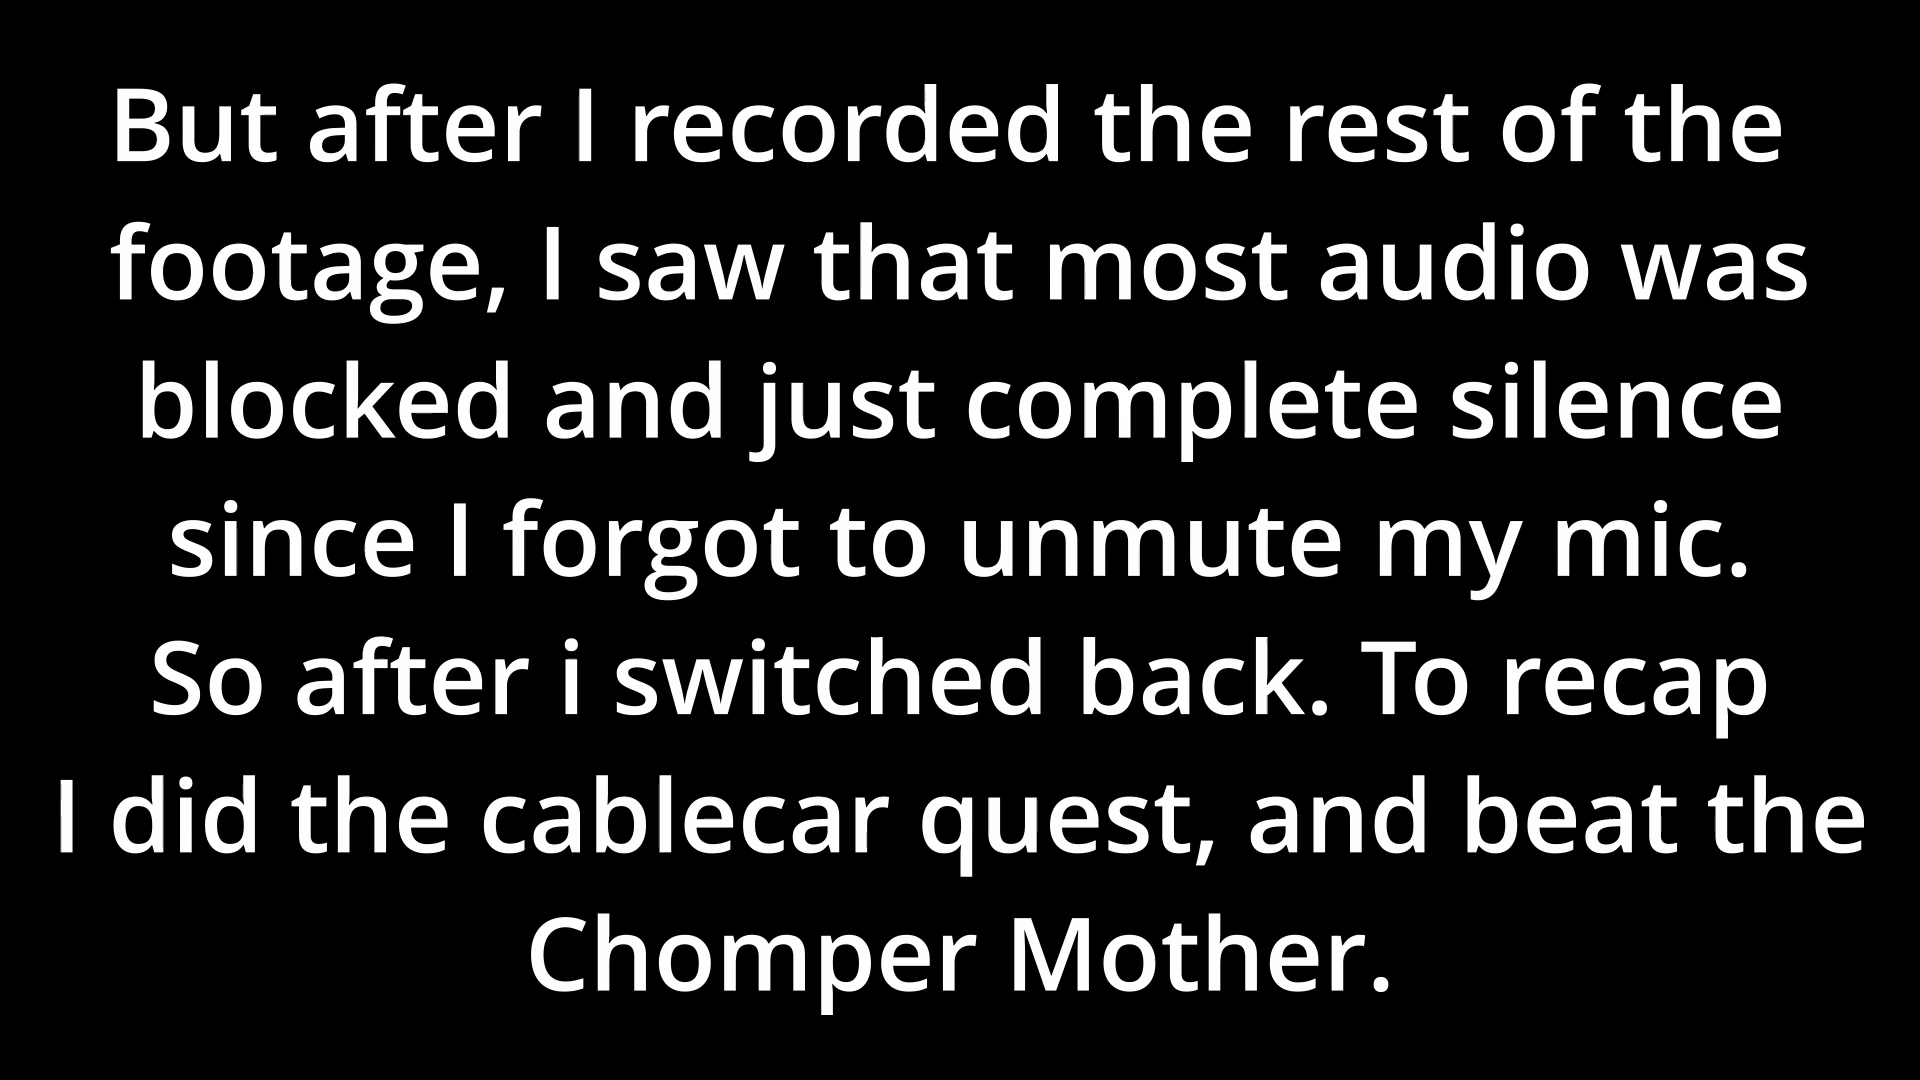 But after I recorded the rest of the
footage, I saw that most audio was
blocked and just complete silence
since I forgot to unmute my mic.
So after i switched back. To recap
I did the cablecar quest, and beat the
Chomper Mother.